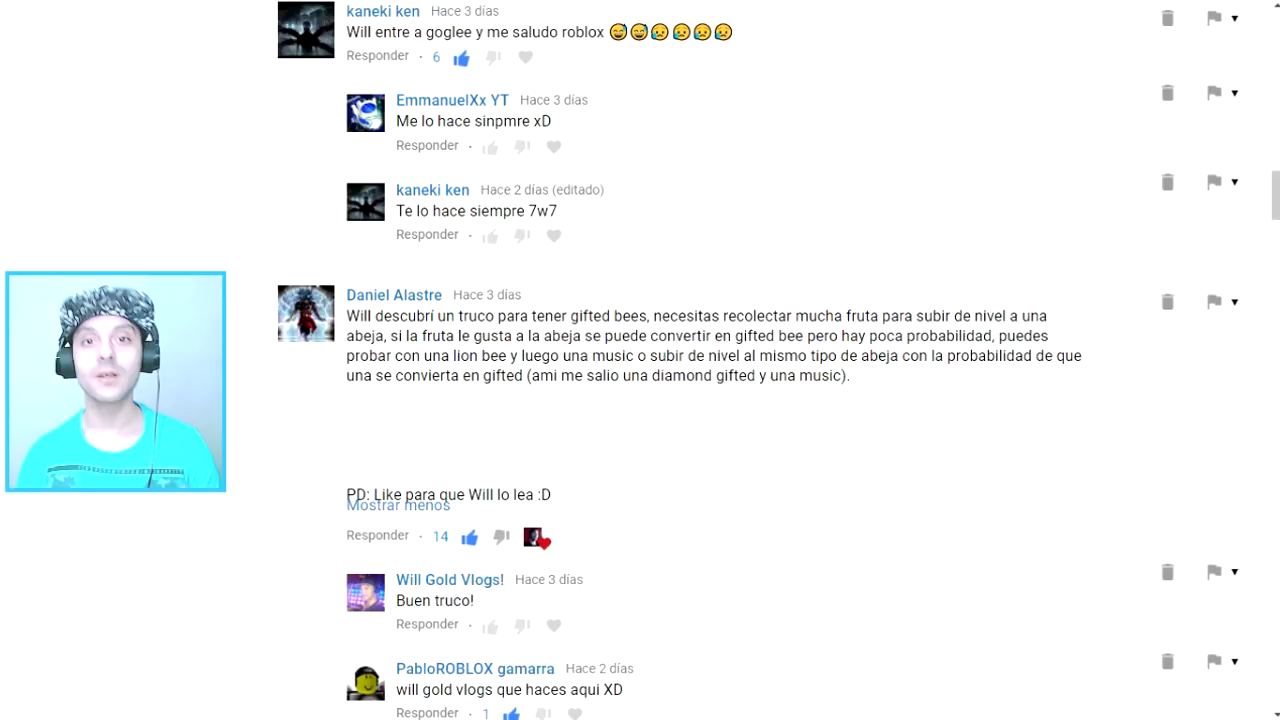 kaneki ken Hace 3 días
Will entre a goglee y me saludo roblox 😅😅😥😥😥😥
Responder · 6
EmmanuelXx YT Hace 3 días
Me lo hace sinpmre xD
Responder ·
kaneki ken Hace 2 días (editado)
Te lo hace siempre 7w7
Responder ·
Daniel Alastre Hace 3 días
Will descubrí un truco para tener gifted bees, necesitas recolectar mucha fruta para subir de nivel a una
abeja, si la fruta le gusta a la abeja se puede convertir en gifted bee pero hay poca probabilidad, puedes
probar con una lion bee y luego una music o subir de nivel al mismo tipo de abeja con la probabilidad de que
una se convierta en gifted (ami me salio una diamond gifted y una music).
PD: Like para que Will lo lea :D
Mostrar menos
Responder · 14
Will Gold Vlogs! Hace 3 días
Buen truco!
Responder ·
PabloROBLOX gamarra Hace 2 días
will gold vlogs que haces aqui XD
Responder · 1